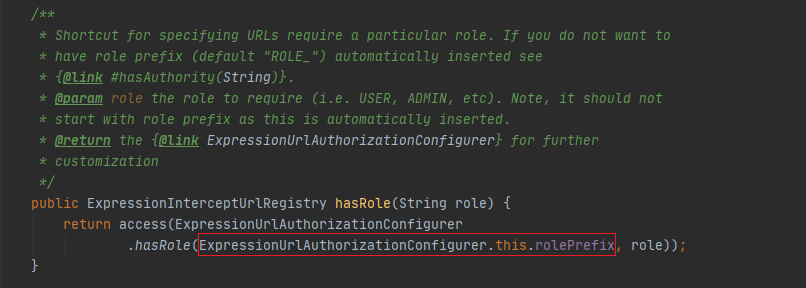 /**
* Shortcut for specifying URLs require a particular role. If you do not want to
* have role prefix (default "ROLE_") automatically inserted see
* {@link #hasAuthority(String)}.
* @param role the role to require (i.e. USER, ADMIN, etc). Note, it should not
* start with role prefix as this is automatically inserted.
* @return the {@link ExpressionUrlAuthorizationConfigurer} for further
* customization
*/
public ExpressionInterceptUrlRegistry hasRole(String role) {
return access(ExpressionUrlAuthorizationConfigurer
.hasRole(ExpressionUrlAuthorizationConfigurer.this.rolePrefix, role));
}